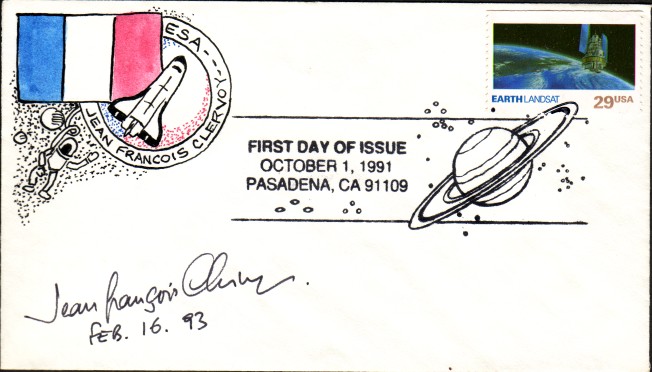 ESA
JEAN FRANCOIS CLERVOY
EARTH LANDSAT
29USA
FIRST DAY OF ISSUE
OCTOBER 1, 1991
PASADENA, CA 91109
Jean françois Clervoy.
FEB. 16. 93